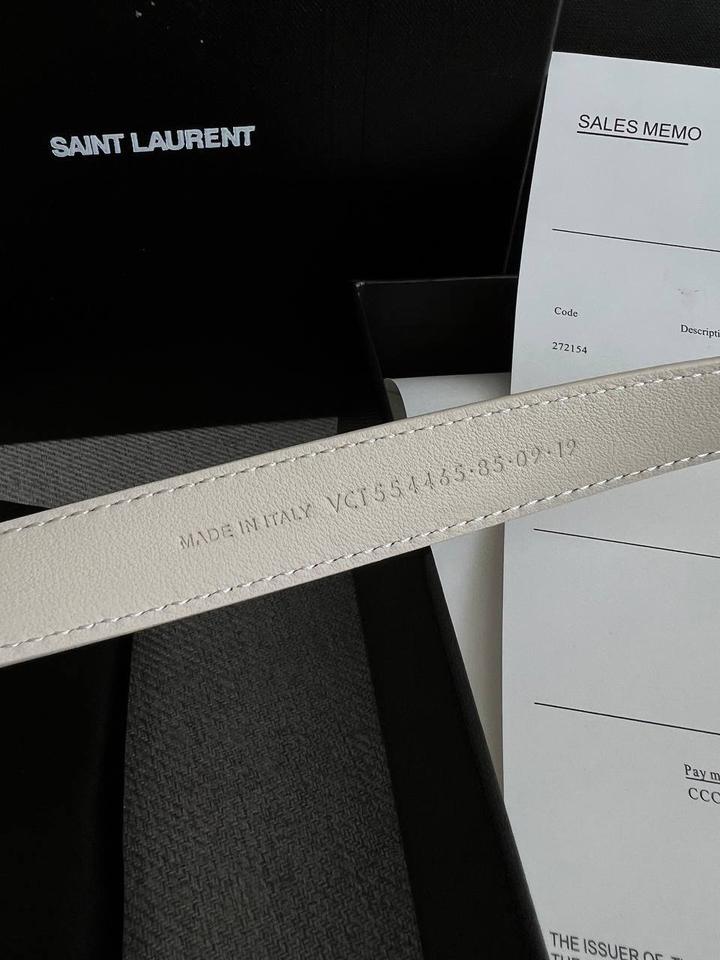 SAINT LAURENT
SALES MEMO
Code
Descripti
272154
MADE IN ITALY VCT554465·85·09·12
Pay m
CCC
THE ISSUER OF